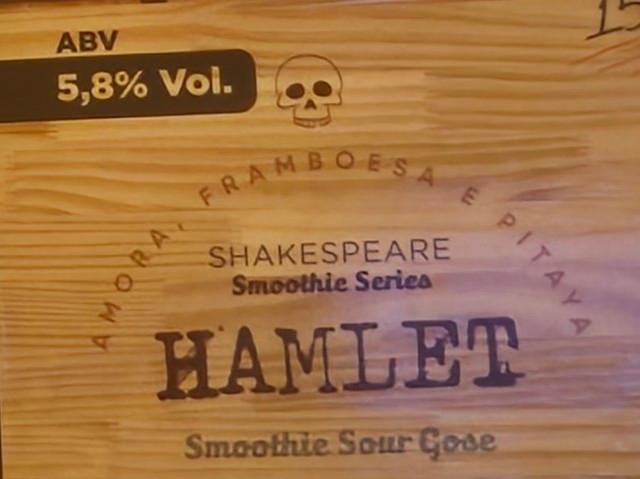 ABV
5,8% Vol.
AMORA, FRAMBOESA E PITAYA
SHAKESPEARE
Smoothie Series
HAMLET
Smoothie Sour Gose